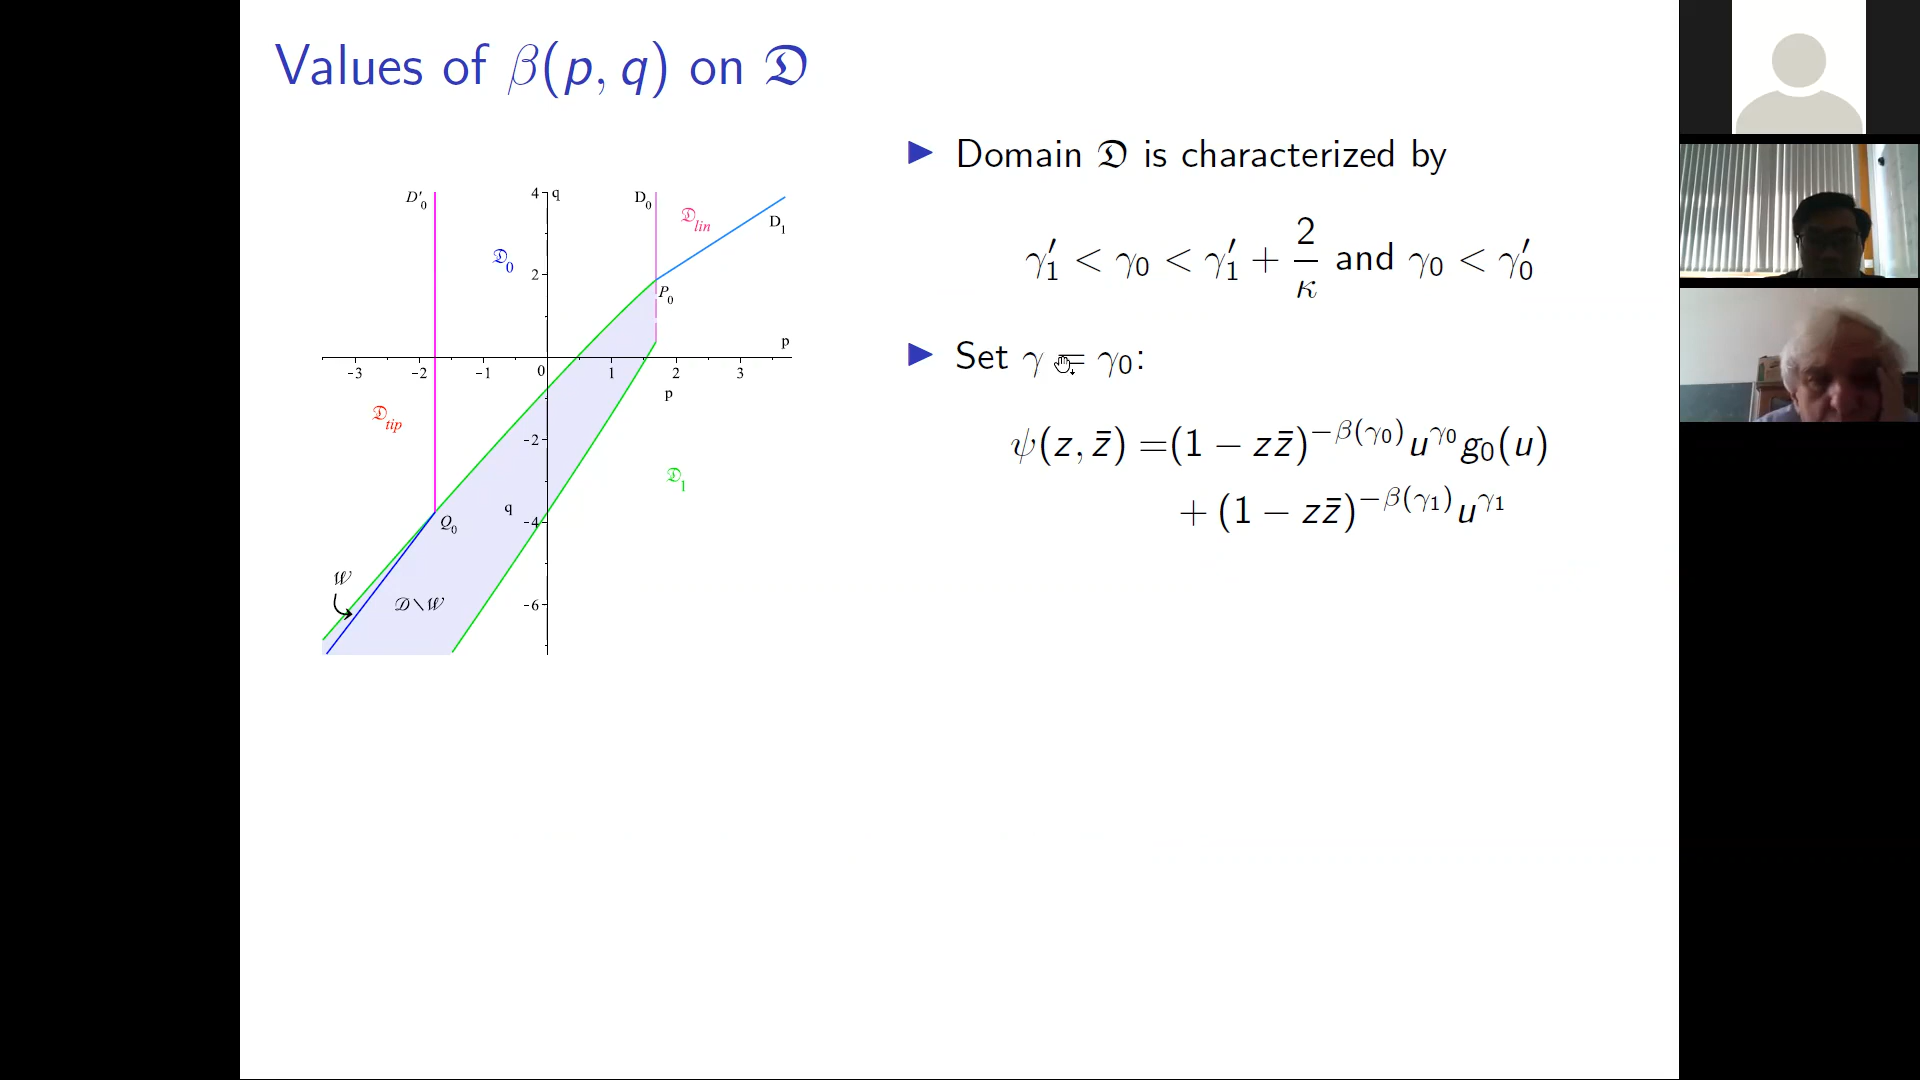 Values of β(p, q) on 𝔇
▶ Domain 𝔇 is characterized by
γ′₁ < γ₀ < γ′₁ + 2/κ and γ₀ < γ′₀
▶ Set γ = γ₀:
ψ(z, z̄) =(1 − zz̄)^{−β(γ₀)} u^{γ₀} g₀(u)
+ (1 − zz̄)^{−β(γ₁)} u^{γ₁}
D′₀
4 q
D₀
𝔇lin
D₁
𝔇₀
2
P₀
p
-3 -2 -1 0 1 2 3
p
𝔇tip
-2
𝔇₁
q
-4
Q₀
𝒲
𝒟∖𝒲
-6